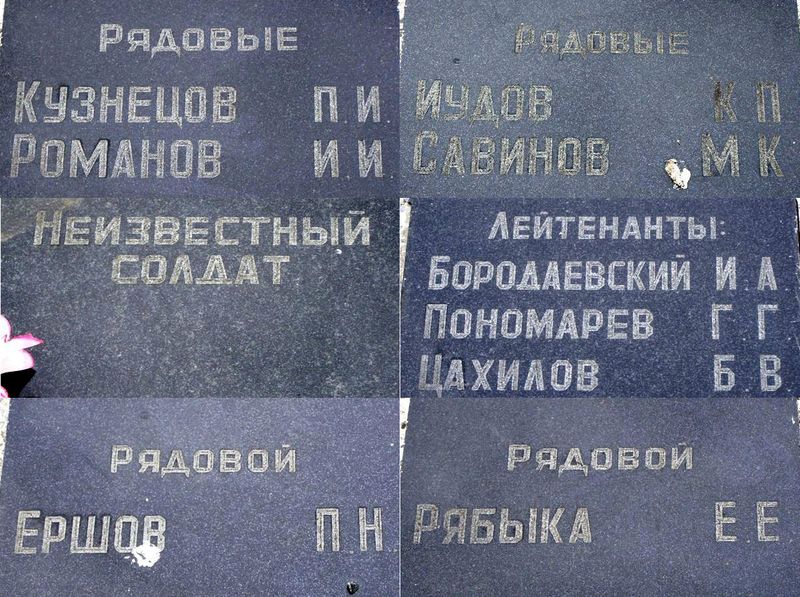 Рядовые
Кузнецов П. И.
Романов И. И.
Рядовые
Иудов К. П.
Савинов М. К.
Неизвестный
солдат
Лейтенанты:
Бородаевский И. А.
Пономарев Г. Г.
Цахилов Б. В.
Рядовой
Ершов П. Н.
Рядовой
Рябыка Е. Е.